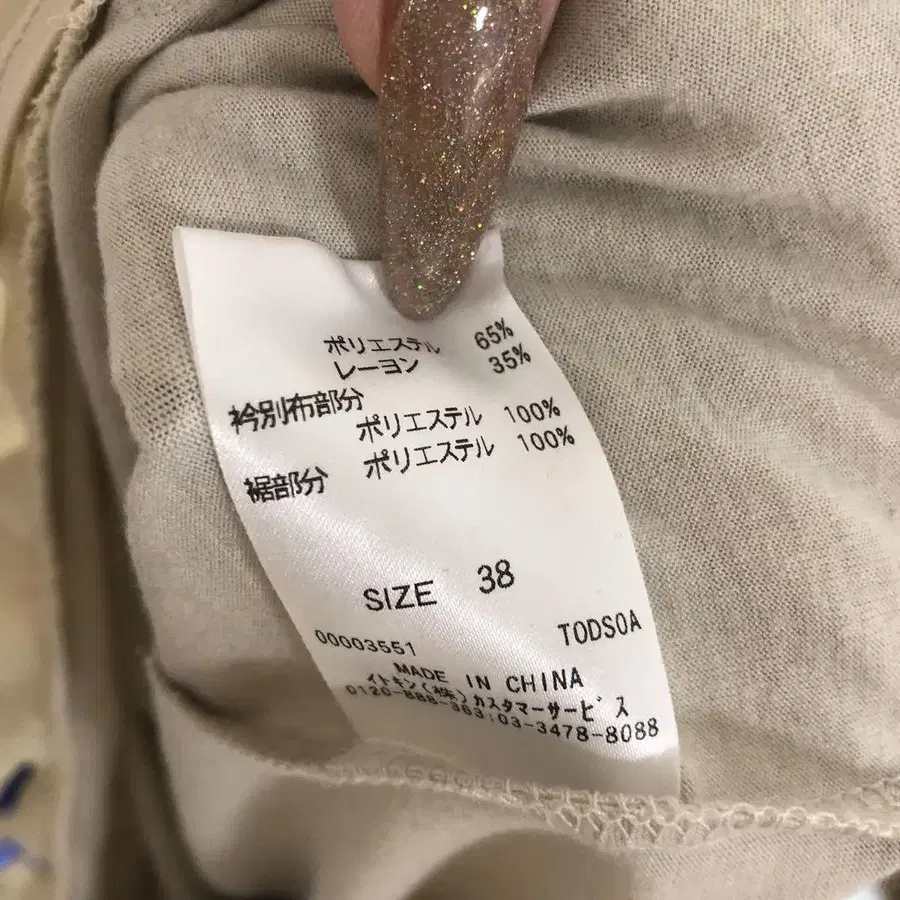 ポリエステル 65%
レーヨン 35%
衿別布部分
ポリエステル 100%
ポリエステル 100%
裾部分
SIZE 38
00003551 TODSOA
MADE IN CHINA
イトキン(株)カスタマーサービス
0120-888-363:03-3478-8088